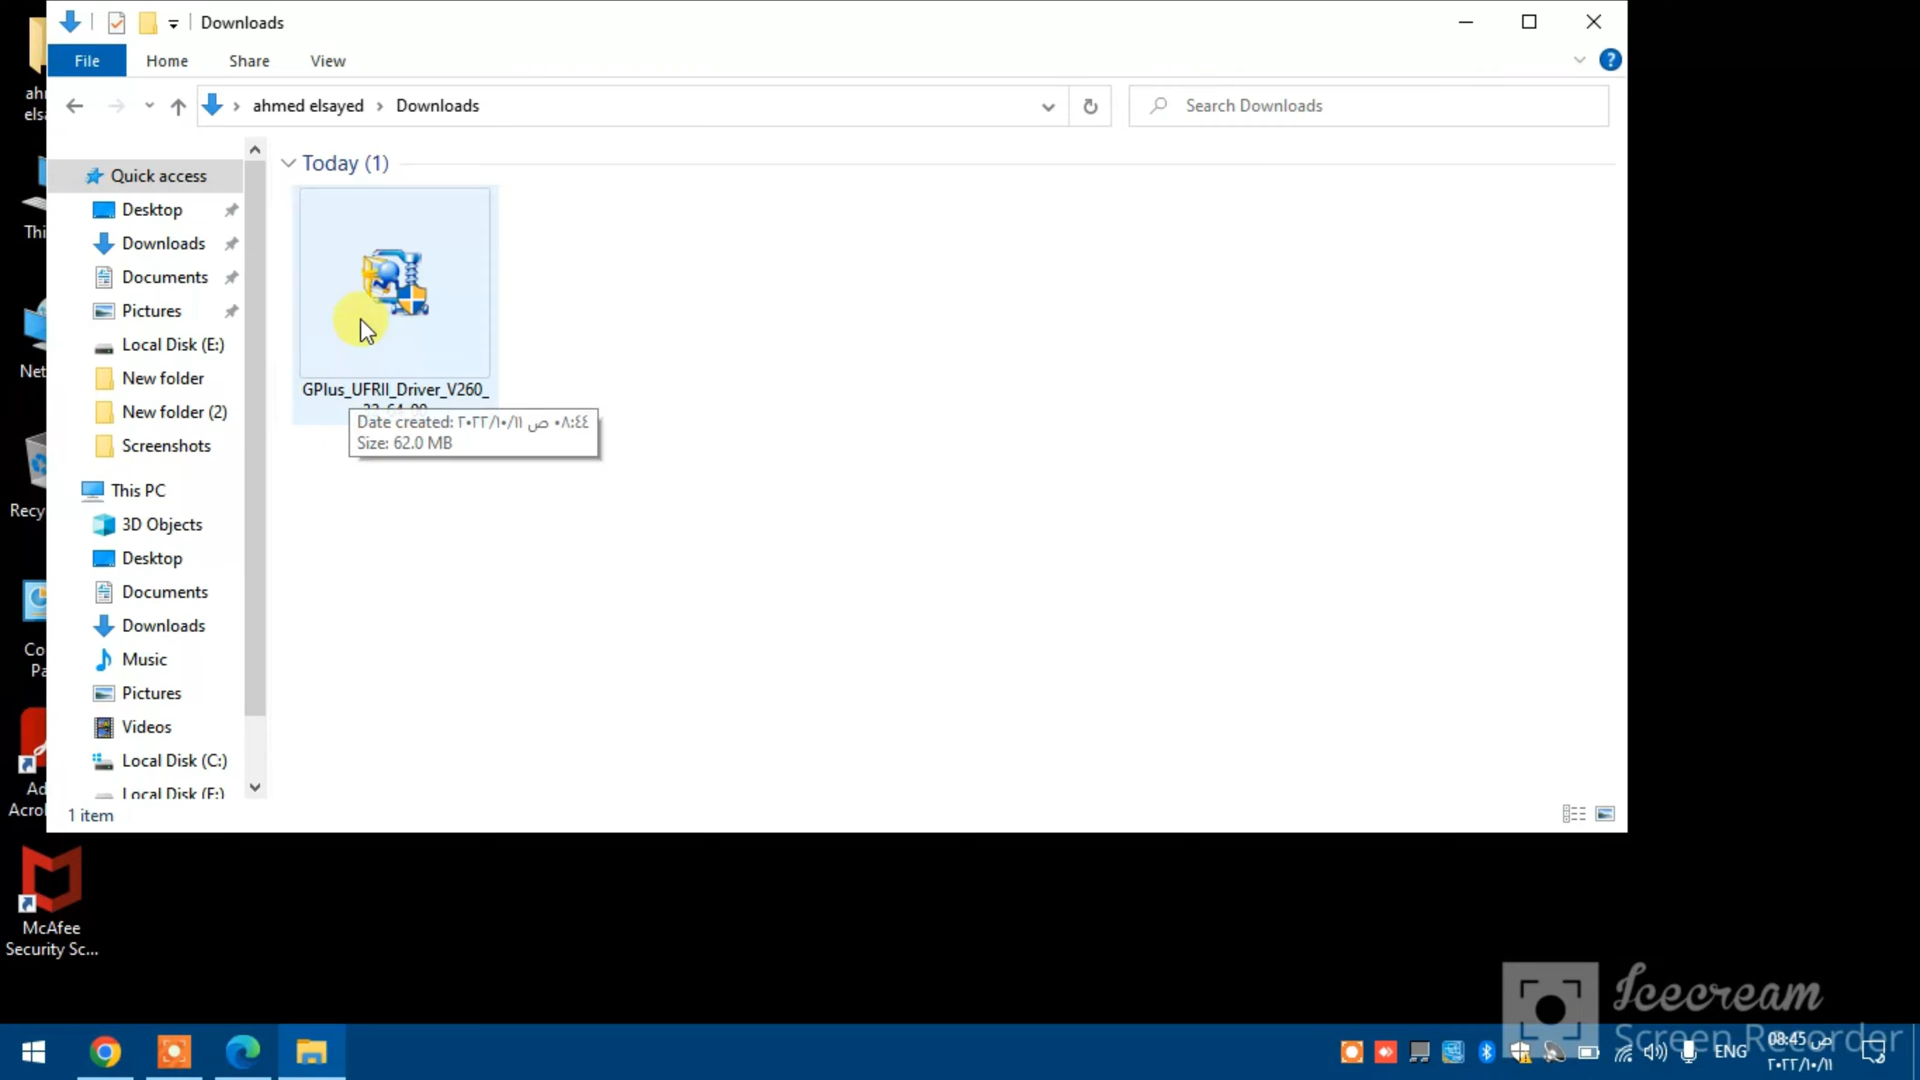 Downloads
File
Home
Share
View
ahmed elsayed
Downloads
Search Downloads
Quick access
Desktop
Downloads
Documents
Pictures
Local Disk (E:)
New folder
New folder (2)
Screenshots
This PC
3D Objects
Desktop
Documents
Downloads
Music
Pictures
Videos
Local Disk (C:)
Local Disk (E:)
1 item
Today (1)
GPlus_UFRII_Driver_V260_
32_64_00
Date created: ٢٠٢٢/١٠/١١ ص ٠٨:٤٤
Size: 62.0 MB
McAfee
Security Sc...
Icecream
Screen Recorder
ENG
08:45 ص
٢٠٢٢/١٠/١١